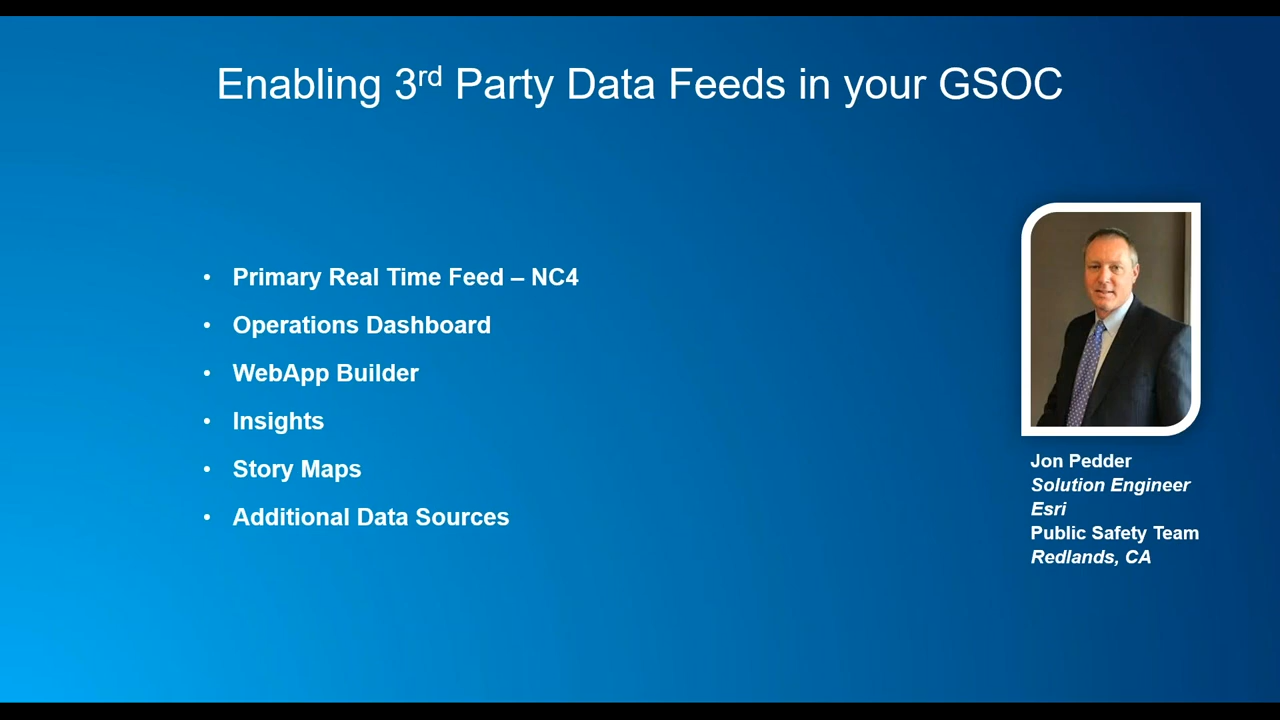 Enabling 3rd Party Data Feeds in your GSOC
• Primary Real Time Feed – NC4
• Operations Dashboard
• WebApp Builder
• Insights
• Story Maps
• Additional Data Sources
Jon Pedder
Solution Engineer
Esri
Public Safety Team
Redlands, CA